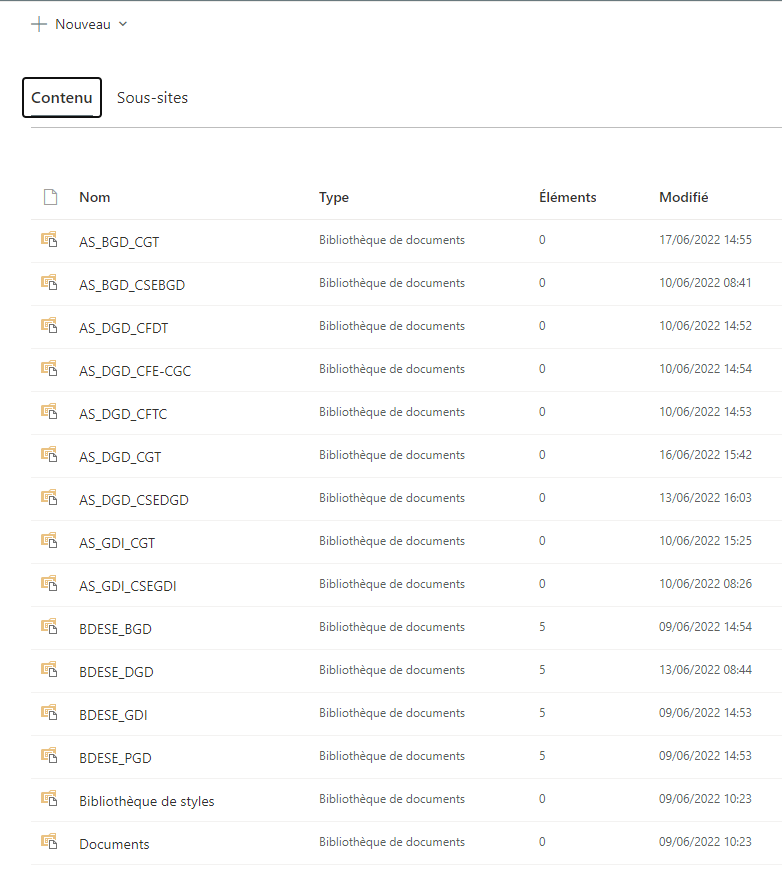 Nouveau
Contenu Sous-sites
Nom Type Éléments Modifié
AS_BGD_CGT Bibliothèque de documents 0 17/06/2022 14:55
AS_BGD_CSEBGD Bibliothèque de documents 0 10/06/2022 08:41
AS_DGD_CFDT Bibliothèque de documents 0 10/06/2022 14:52
AS_DGD_CFE-CGC Bibliothèque de documents 0 10/06/2022 14:54
AS_DGD_CFTC Bibliothèque de documents 0 10/06/2022 14:53
AS_DGD_CGT Bibliothèque de documents 0 16/06/2022 15:42
AS_DGD_CSEDGD Bibliothèque de documents 0 13/06/2022 16:03
AS_GDI_CGT Bibliothèque de documents 0 10/06/2022 15:25
AS_GDI_CSEGDI Bibliothèque de documents 0 10/06/2022 08:26
BDESE_BGD Bibliothèque de documents 5 09/06/2022 14:54
BDESE_DGD Bibliothèque de documents 5 13/06/2022 08:44
BDESE_GDI Bibliothèque de documents 5 09/06/2022 14:53
BDESE_PGD Bibliothèque de documents 5 09/06/2022 14:53
Bibliothèque de styles Bibliothèque de documents 0 09/06/2022 10:23
Documents Bibliothèque de documents 0 09/06/2022 10:23